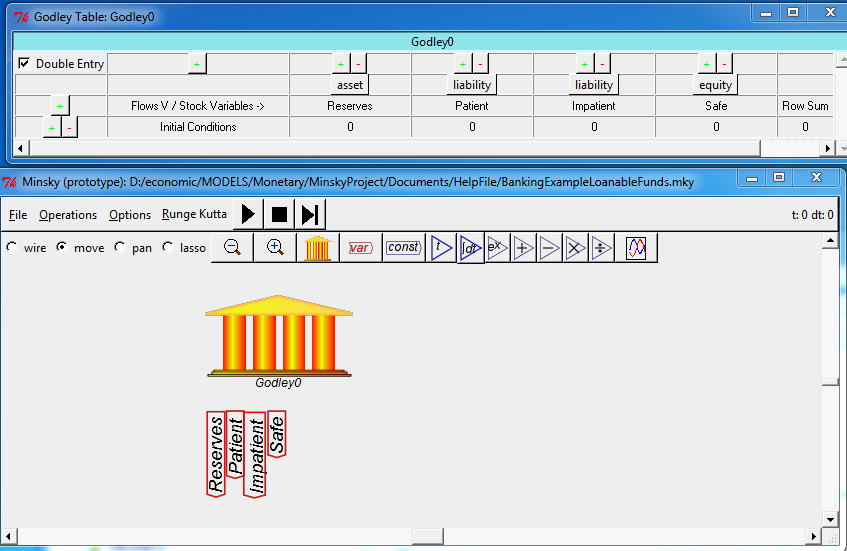 Godley Table: Godley0
Godley0
Double Entry + + - + - + - + -
asset liability liability equity
+ Flows V / Stock Variables -> Reserves Patient Impatient Safe Row Sum
+ - Initial Conditions 0 0 0 0 0
Minsky (prototype): D:/economic/MODELS/Monetary/MinskyProject/Documents/HelpFile/BankingExampleLoanableFunds.mky
File Operations Options Runge Kutta t: 0 dt: 0
wire move pan lasso var const t ∫dt eˣ + − × ÷
Godley0
Reserves
Patient
Impatient
Safe